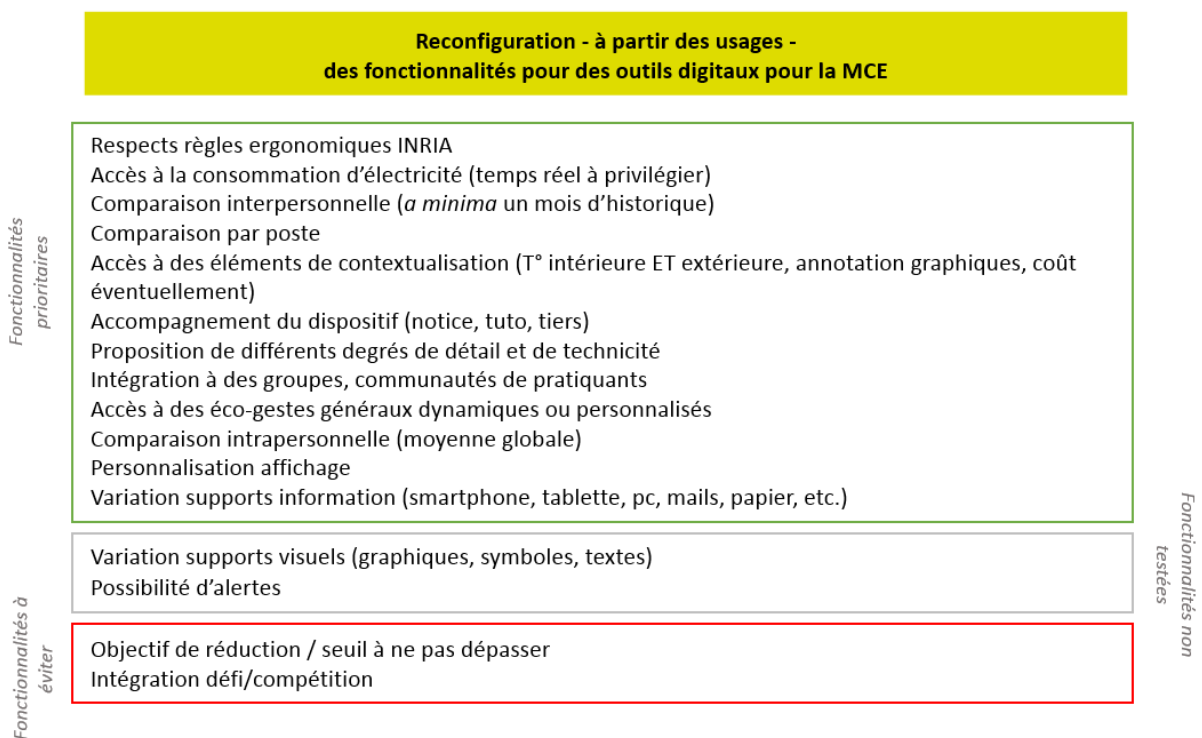 Reconfiguration - à partir des usages -
des fonctionnalités pour des outils digitaux pour la MCE
Fonctionnalités
prioritaires
Respects règles ergonomiques INRIA
Accès à la consommation d’électricité (temps réel à privilégier)
Comparaison interpersonnelle (a minima un mois d’historique)
Comparaison par poste
Accès à des éléments de contextualisation (T° intérieure ET extérieure, annotation graphiques, coût
éventuellement)
Accompagnement du dispositif (notice, tuto, tiers)
Proposition de différents degrés de détail et de technicité
Intégration à des groupes, communautés de pratiquants
Accès à des éco-gestes généraux dynamiques ou personnalisés
Comparaison intrapersonnelle (moyenne globale)
Personnalisation affichage
Variation supports information (smartphone, tablette, pc, mails, papier, etc.)
Fonctionnalités non
testées
Variation supports visuels (graphiques, symboles, textes)
Possibilité d’alertes
Fonctionnalités à
éviter
Objectif de réduction / seuil à ne pas dépasser
Intégration défi/compétition